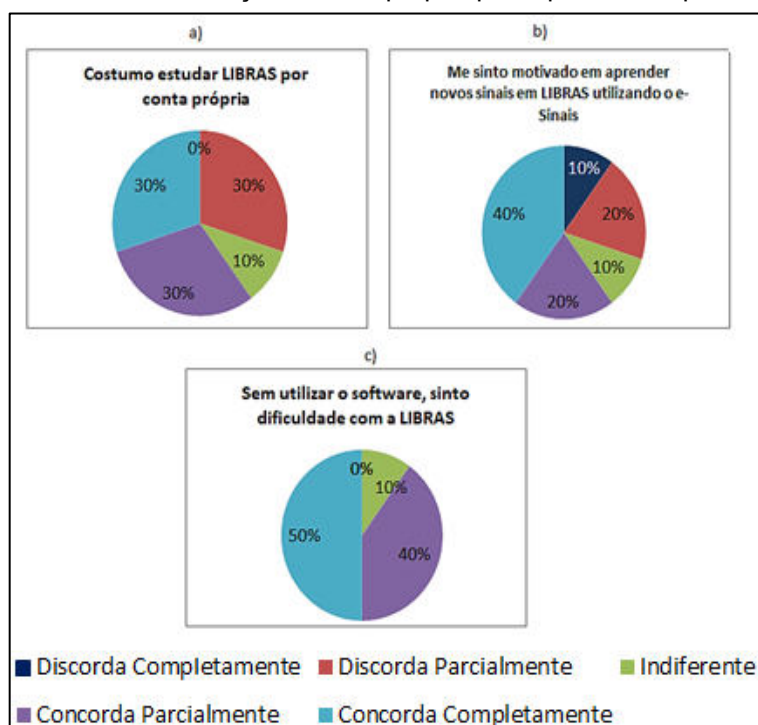 a)
Costumo estudar LIBRAS por
conta própria
0%
30%
30%
10%
30%
b)
Me sinto motivado em aprender
novos sinais em LIBRAS utilizando o e-
Sinais
10%
40%
20%
10%
20%
c)
Sem utilizar o software, sinto
dificuldade com a LIBRAS
0%
10%
50%
40%
Discorda Completamente Discorda Parcialmente Indiferente
Concorda Parcialmente Concorda Completamente